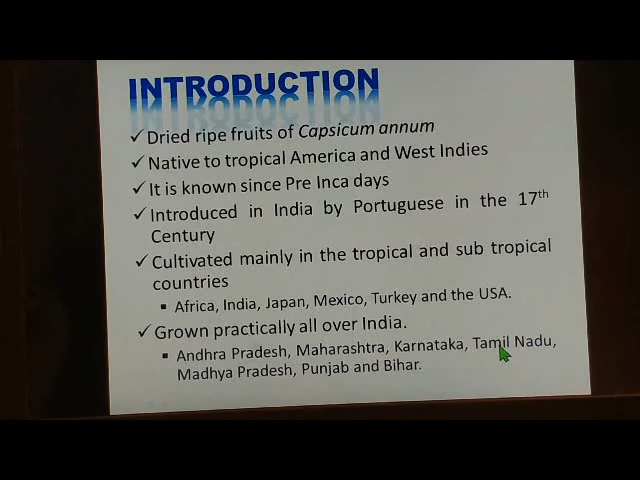 INTRODUCTION
✓Dried ripe fruits of Capsicum annum
✓Native to tropical America and West Indies
✓It is known since Pre Inca days
✓Introduced in India by Portuguese in the 17th
Century
✓Cultivated mainly in the tropical and sub tropical
countries
▪ Africa, India, Japan, Mexico, Turkey and the USA.
✓Grown practically all over India.
▪ Andhra Pradesh, Maharashtra, Karnataka, Tamil Nadu,
Madhya Pradesh, Punjab and Bihar.